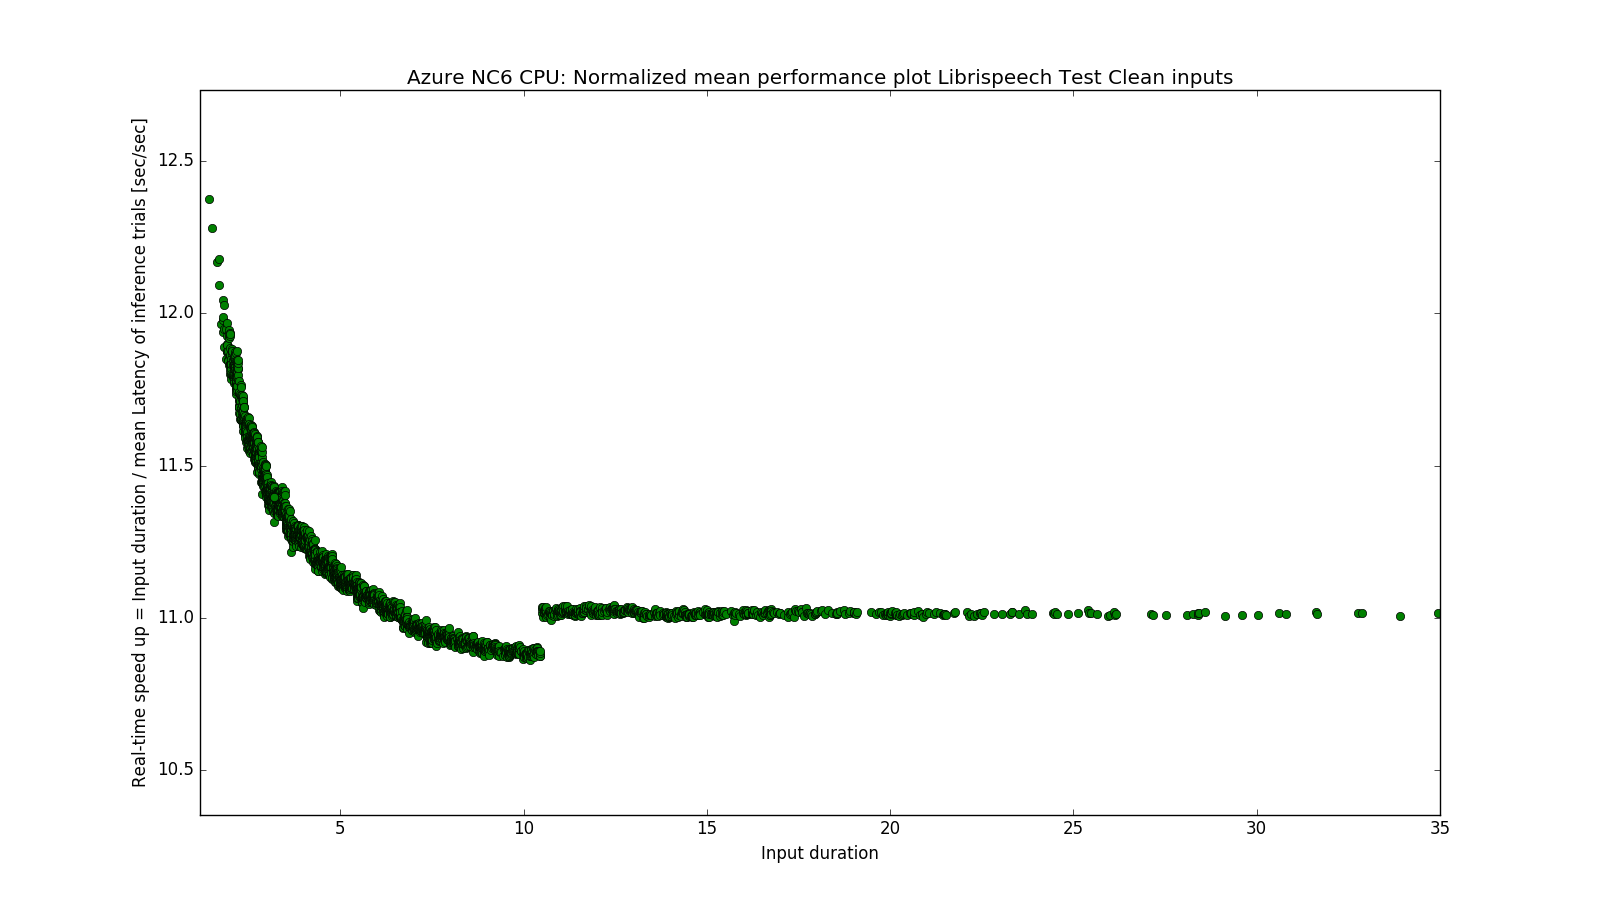 Azure NC6 CPU: Normalized mean performance plot Librispeech Test Clean inputs
Real-time speed up = Input duration / mean Latency of inference trials [sec/sec]
12.5
12.0
11.5
11.0
10.5
5 10 15 20 25 30 35
Input duration